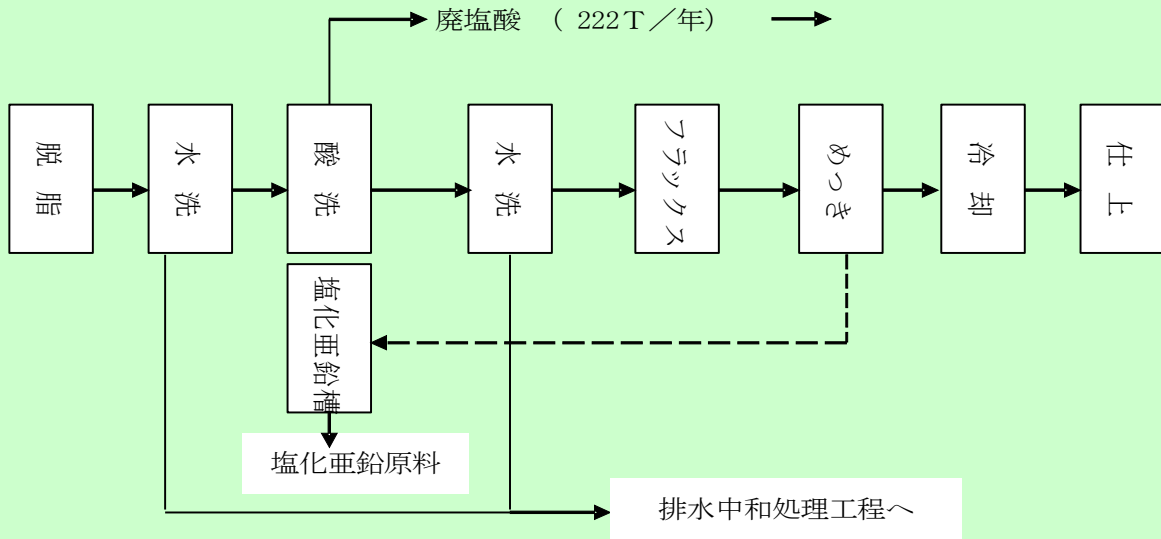 廃塩酸 ( 222T/年)
脱脂
水洗
酸洗
水洗
フラックス
めっき
冷却
仕上
塩化亜鉛槽
塩化亜鉛原料
排水中和処理工程へ